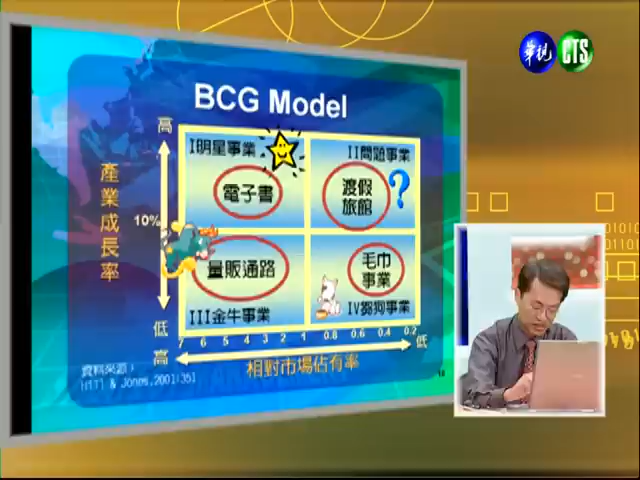 華視
CTS
BCG Model
高
I明星事業
II問題事業
產業成長率
電子書
渡假
旅館
10%
量販通路
毛巾
事業
III金牛事業
IV狗狗事業
低
高
7 6 5 4 3 2 1 0.8 0.6 0.4 0.2
低
相對市場佔有率
資料來源:
Hill & Jones,2001(35)